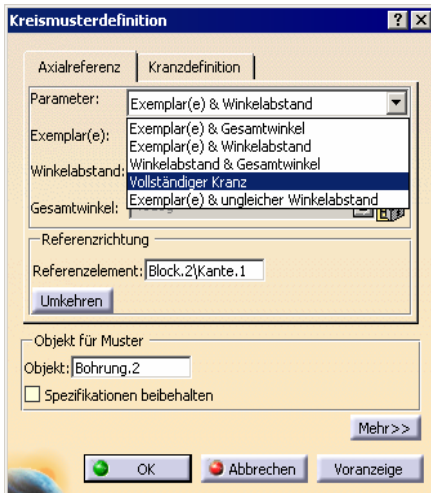 Kreismusterdefinition
Axialreferenz Kranzdefinition
Parameter: Exemplar(e) & Winkelabstand
Exemplar(e): Exemplar(e) & Gesamtwinkel
Exemplar(e) & Winkelabstand
Winkelabstand: Winkelabstand & Gesamtwinkel
Vollständiger Kranz
Gesamtwinkel: Exemplar(e) & ungleicher Winkelabstand
Referenzrichtung
Referenzelement: Block.2\Kante.1
Umkehren
Objekt für Muster
Objekt: Bohrung.2
Spezifikationen beibehalten
Mehr>>
OK Abbrechen Voranzeige